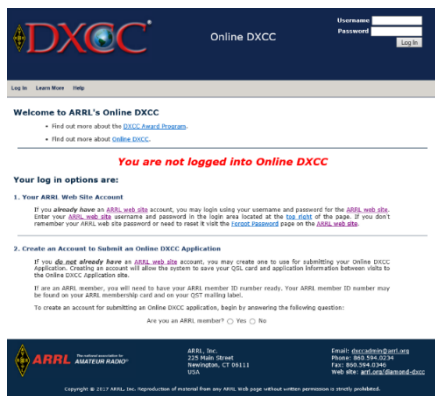 DXCC®
Online DXCC
Username
Password
Log In
Log In Learn More Help
Welcome to ARRL's Online DXCC
• Find out more about the DXCC Award Program.
• Find out more about Online DXCC.
You are not logged into Online DXCC
Your log in options are:
1. Your ARRL Web Site Account
If you already have an ARRL web site account, you may login using your username and password for the ARRL web site.
Enter your ARRL web site username and password in the login area located at the top right of the page. If you don't
remember your ARRL web site password or need to reset it visit the Forgot Password page on the ARRL web site.
2. Create an Account to Submit an Online DXCC Application
If you do not already have an ARRL web site account, you may create one to use for submitting your Online DXCC
Application. Creating an account will allow the system to save your QSL card and application information between visits to
the Online DXCC Application site.
If are an ARRL member, you will need to have your ARRL member ID number ready. Your ARRL member ID number may
be found on your ARRL membership card and on your QST mailing label.
To create an account for submitting an Online DXCC application, begin by answering the following question:
Are you an ARRL member? Yes No
ARRL The national association for
AMATEUR RADIO®
ARRL, Inc.
225 Main Street
Newington, CT 06111
USA
Email: dxccadmin@arrl.org
Phone: 860.594.0234
Fax: 860.594.0346
Web site: arrl.org/diamond-dxcc
Copyright © 2017 ARRL, Inc. Reproduction of material from any ARRL Web page without written permission is strictly prohibited.